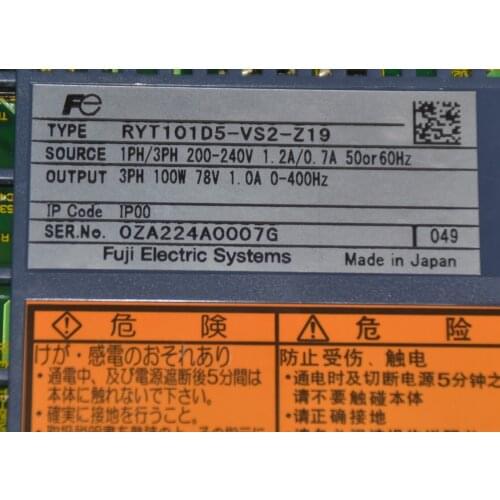 Fe
TYPE RYT101D5-VS2-Z19
SOURCE 1PH/3PH 200-240V 1.2A/0.7A 50or60Hz
OUTPUT 3PH 100W 78V 1.0A 0-400Hz
IP Code IP00
SER.No. 0ZA224A0007G 049
Fuji Electric Systems Made in Japan
危 険
けが・感電のおそれあり
・通電中、及び電源遮断後5分間は
本体に触れないで下さい。
・確実に接地を行うこと。
危 险
防止受伤、触电
・通电时及切断电源5分钟之
请不要触碰本体
・请正确接地